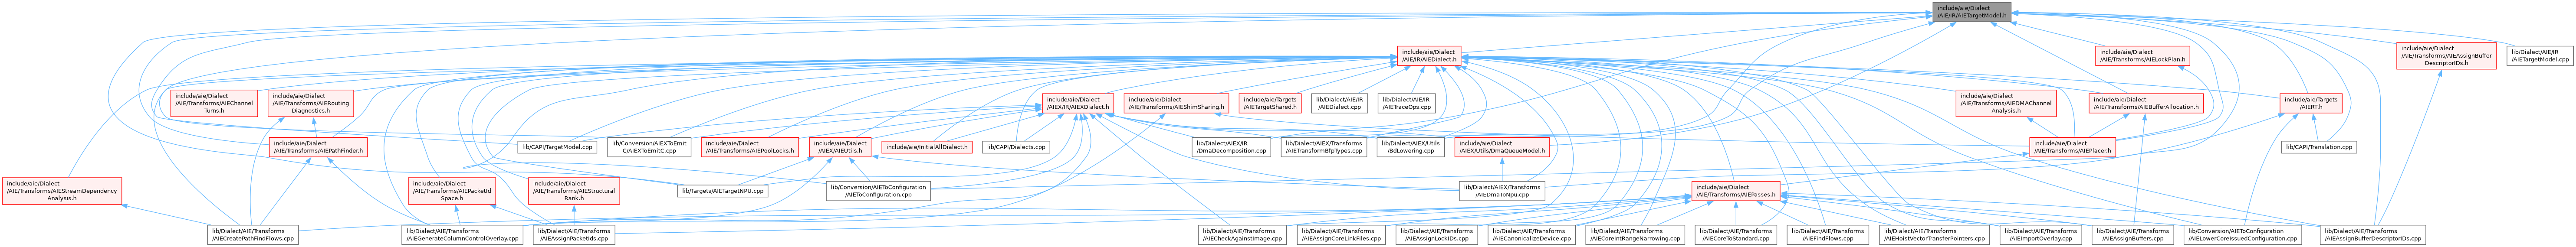 include/aie/Dialect
/AIE/IR/AIETargetModel.h
include/aie/Dialect
/AIE/IR/AIEDialect.h
include/aie/Dialect
/AIE/Transforms/AIELockPlan.h
include/aie/Dialect
/AIE/Transforms/AIEAssignBuffer
DescriptorIDs.h
lib/Dialect/AIE/IR
/AIETargetModel.cpp
include/aie/Dialect
/AIE/Transforms/AIEChannel
Turns.h
include/aie/Dialect
/AIE/Transforms/AIERouting
Diagnostics.h
include/aie/Dialect
/AIEX/IR/AIEXDialect.h
include/aie/Dialect
/AIE/Transforms/AIEShimSharing.h
include/aie/Targets
/AIETargetShared.h
lib/Dialect/AIE/IR
/AIEDialect.cpp
lib/Dialect/AIE/IR
/AIETraceOps.cpp
include/aie/Dialect
/AIE/Transforms/AIEDMAChannel
Analysis.h
include/aie/Dialect
/AIE/Transforms/AIEBufferAllocation.h
include/aie/Targets
/AIERT.h
include/aie/Dialect
/AIE/Transforms/AIEPathFinder.h
lib/CAPI/TargetModel.cpp
lib/Conversion/AIEXToEmit
C/AIEXToEmitC.cpp
include/aie/Dialect
/AIE/Transforms/AIEPoolLocks.h
include/aie/Dialect
/AIEX/AIEUtils.h
include/aie/InitialAllDialect.h
lib/CAPI/Dialects.cpp
lib/Dialect/AIEX/IR
/DmaDecomposition.cpp
lib/Dialect/AIEX/Transforms
/AIETransformBfpTypes.cpp
lib/Dialect/AIEX/Utils
/BdLowering.cpp
include/aie/Dialect
/AIEX/Utils/DmaQueueModel.h
include/aie/Dialect
/AIE/Transforms/AIEPlacer.h
lib/CAPI/Translation.cpp
include/aie/Dialect
/AIE/Transforms/AIEStreamDependency
Analysis.h
include/aie/Dialect
/AIE/Transforms/AIEPacketId
Space.h
include/aie/Dialect
/AIE/Transforms/AIEStructural
Rank.h
lib/Targets/AIETargetNPU.cpp
lib/Conversion/AIEToConfiguration
/AIEToConfiguration.cpp
lib/Dialect/AIEX/Transforms
/AIEDmaToNpu.cpp
include/aie/Dialect
/AIE/Transforms/AIEPasses.h
lib/Dialect/AIE/Transforms
/AIECreatePathFindFlows.cpp
lib/Dialect/AIE/Transforms
/AIEGenerateColumnControlOverlay.cpp
lib/Dialect/AIE/Transforms
/AIEAssignPacketIds.cpp
lib/Dialect/AIE/Transforms
/AIECheckAgainstImage.cpp
lib/Dialect/AIE/Transforms
/AIEAssignCoreLinkFiles.cpp
lib/Dialect/AIE/Transforms
/AIEAssignLockIDs.cpp
lib/Dialect/AIE/Transforms
/AIECanonicalizeDevice.cpp
lib/Dialect/AIE/Transforms
/AIECoreIntRangeNarrowing.cpp
lib/Dialect/AIE/Transforms
/AIECoreToStandard.cpp
lib/Dialect/AIE/Transforms
/AIEFindFlows.cpp
lib/Dialect/AIE/Transforms
/AIEHoistVectorTransferPointers.cpp
lib/Dialect/AIE/Transforms
/AIEImportOverlay.cpp
lib/Dialect/AIE/Transforms
/AIEAssignBuffers.cpp
lib/Conversion/AIEToConfiguration
/AIELowerCoreIssuedConfiguration.cpp
lib/Dialect/AIE/Transforms
/AIEAssignBufferDescriptorIDs.cpp